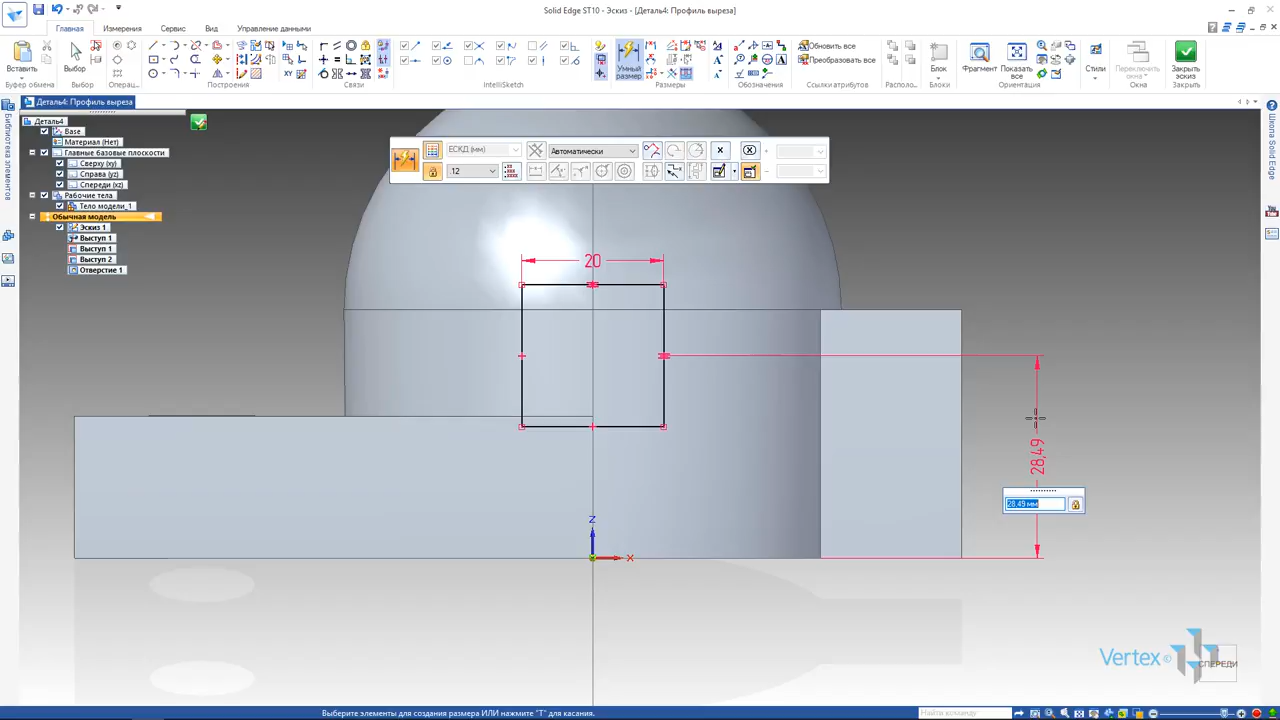 Solid Edge ST10 - Эскиз - [Деталь4: Профиль выреза]
Главная Измерения Сервис Вид Управление данными
Вставить
Выбор
Умный размер
Обновить все
Преобразовать все
Блок
Фрагмент
Показать все
Стили
Переключить окна
Закрыть эскиз
Буфер обмена Выбор Операции Построения Связи IntelliSketch Размеры Обозначения Ссылки атрибутов Располо... Блоки Ориентация Стили Окна Закрыть
Деталь4: Профиль выреза
Библиотека элементов
Школа Solid Edge
Деталь4
Base
Материал (Нет)
Главные базовые плоскости
Сверху (xy)
Справа (yz)
Спереди (xz)
Рабочие тела
Тело модели_1
Обычная модель
Эскиз 1
Выступ 1
Выступ 1
Выступ 2
Отверстие 1
ЕСКД (мм)
Автоматически
.12
20
28,49
28,49 мм
Z
X
Vertex ©
СПЕРЕДИ
Выберите элементы для создания размера ИЛИ нажмите "Т" для касания.
Найти команду